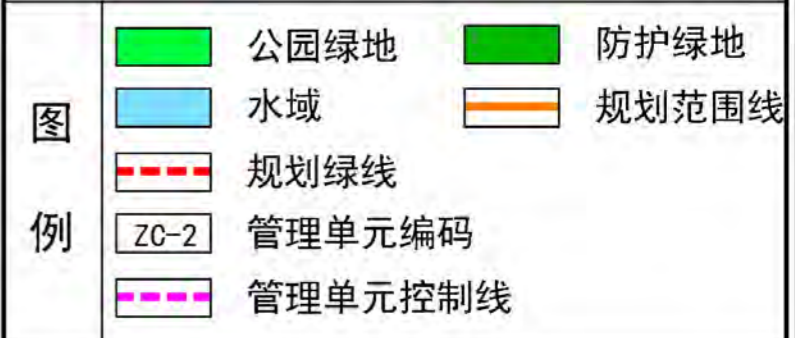 图例
公园绿地 防护绿地
水域 规划范围线
规划绿线
ZC-2 管理单元编码
管理单元控制线